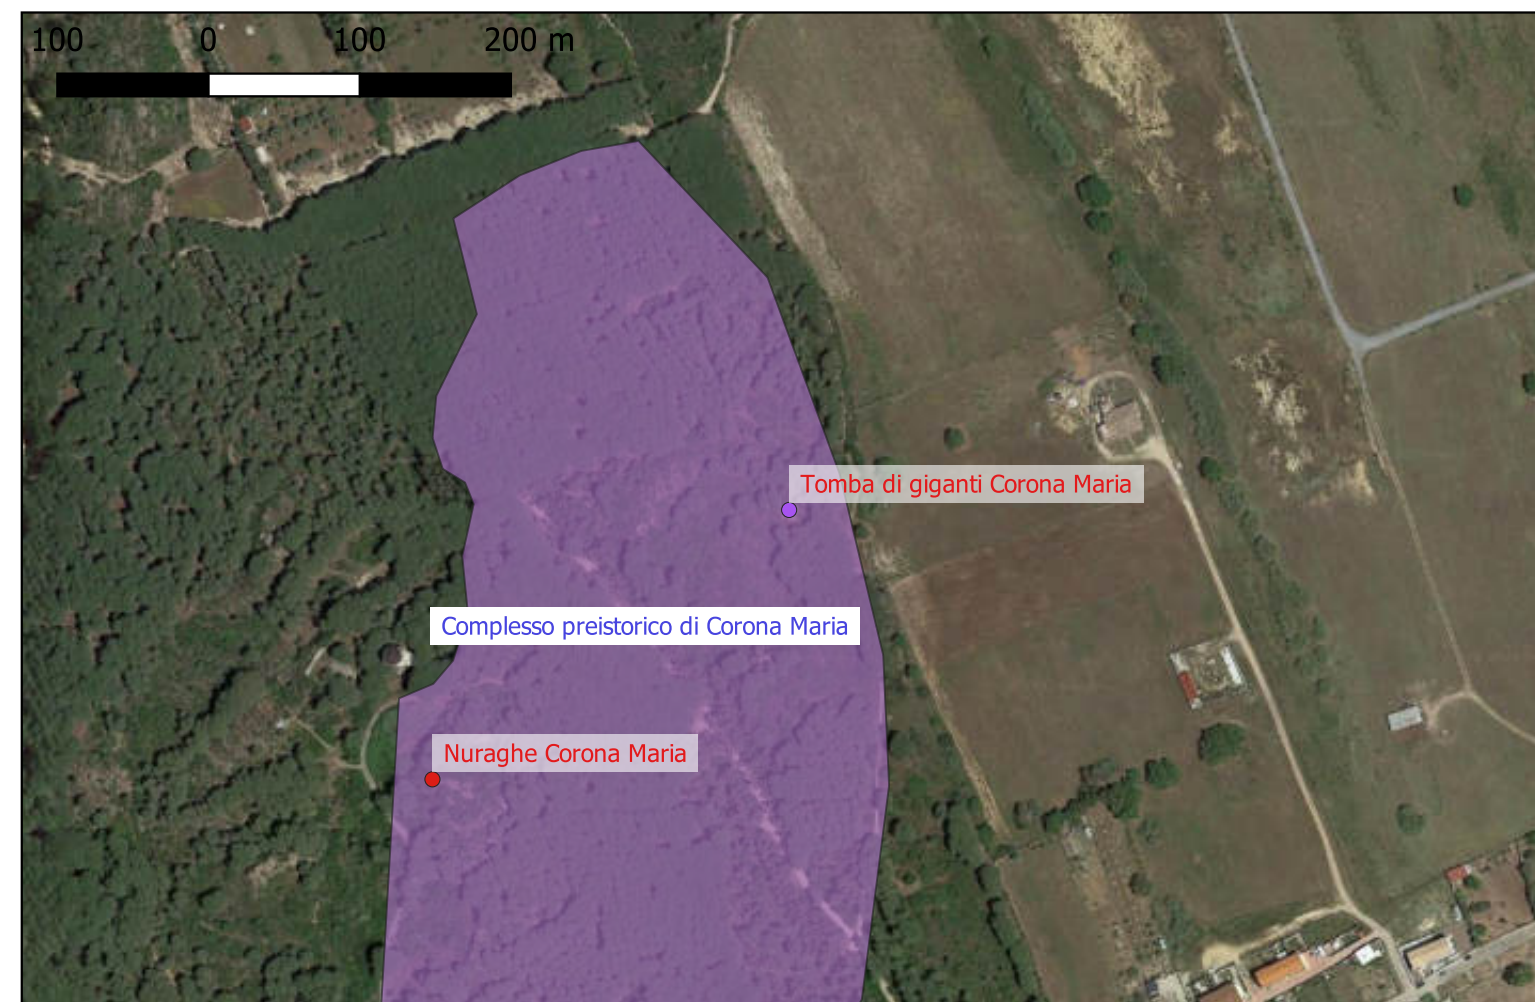 100 0 100 200 m
Tomba di giganti Corona Maria
Complesso preistorico di Corona Maria
Nuraghe Corona Maria